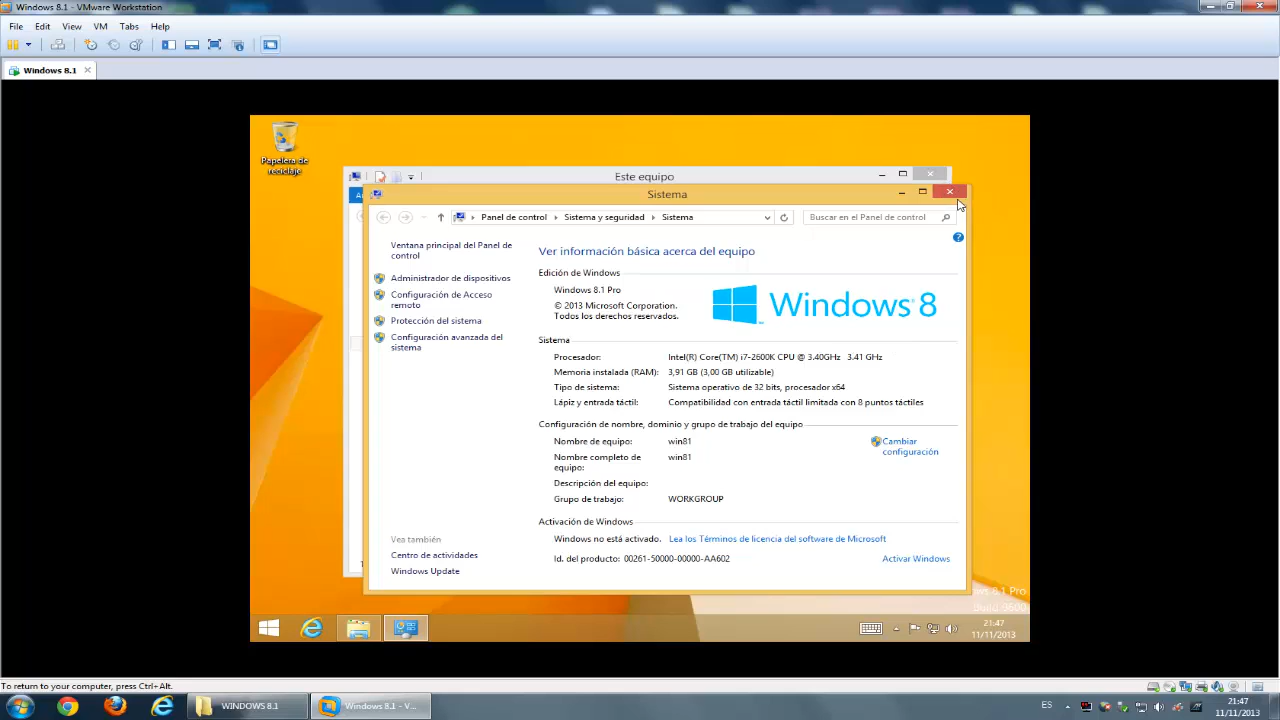 Windows 8.1 - VMware Workstation
File Edit View VM Tabs Help
Windows 8.1
Papelera de
reciclaje
Este equipo
Sistema
Panel de control Sistema y seguridad Sistema
Buscar en el Panel de control
Ventana principal del Panel de
control
Administrador de dispositivos
Configuración de Acceso
remoto
Protección del sistema
Configuración avanzada del
sistema
Vea también
Centro de actividades
Windows Update
Ver información básica acerca del equipo
Edición de Windows
Windows 8.1 Pro
© 2013 Microsoft Corporation.
Todos los derechos reservados.
Windows 8
Sistema
Procesador: Intel(R) Core(TM) i7-2600K CPU @ 3.40GHz 3.41 GHz
Memoria instalada (RAM): 3,91 GB (3,00 GB utilizable)
Tipo de sistema: Sistema operativo de 32 bits, procesador x64
Lápiz y entrada táctil: Compatibilidad con entrada táctil limitada con 8 puntos táctiles
Configuración de nombre, dominio y grupo de trabajo del equipo
Nombre de equipo: win81
Cambiar
configuración
Nombre completo de
equipo: win81
Descripción del equipo:
Grupo de trabajo: WORKGROUP
Activación de Windows
Windows no está activado. Lea los Términos de licencia del software de Microsoft
Id. del producto: 00261-50000-00000-AA602
Activar Windows
8.1 Pro
Build 9600
21:47
11/11/2013
To return to your computer, press Ctrl+Alt.
WINDOWS 8.1
Windows 8.1 - V...
ES
21:47
11/11/2013